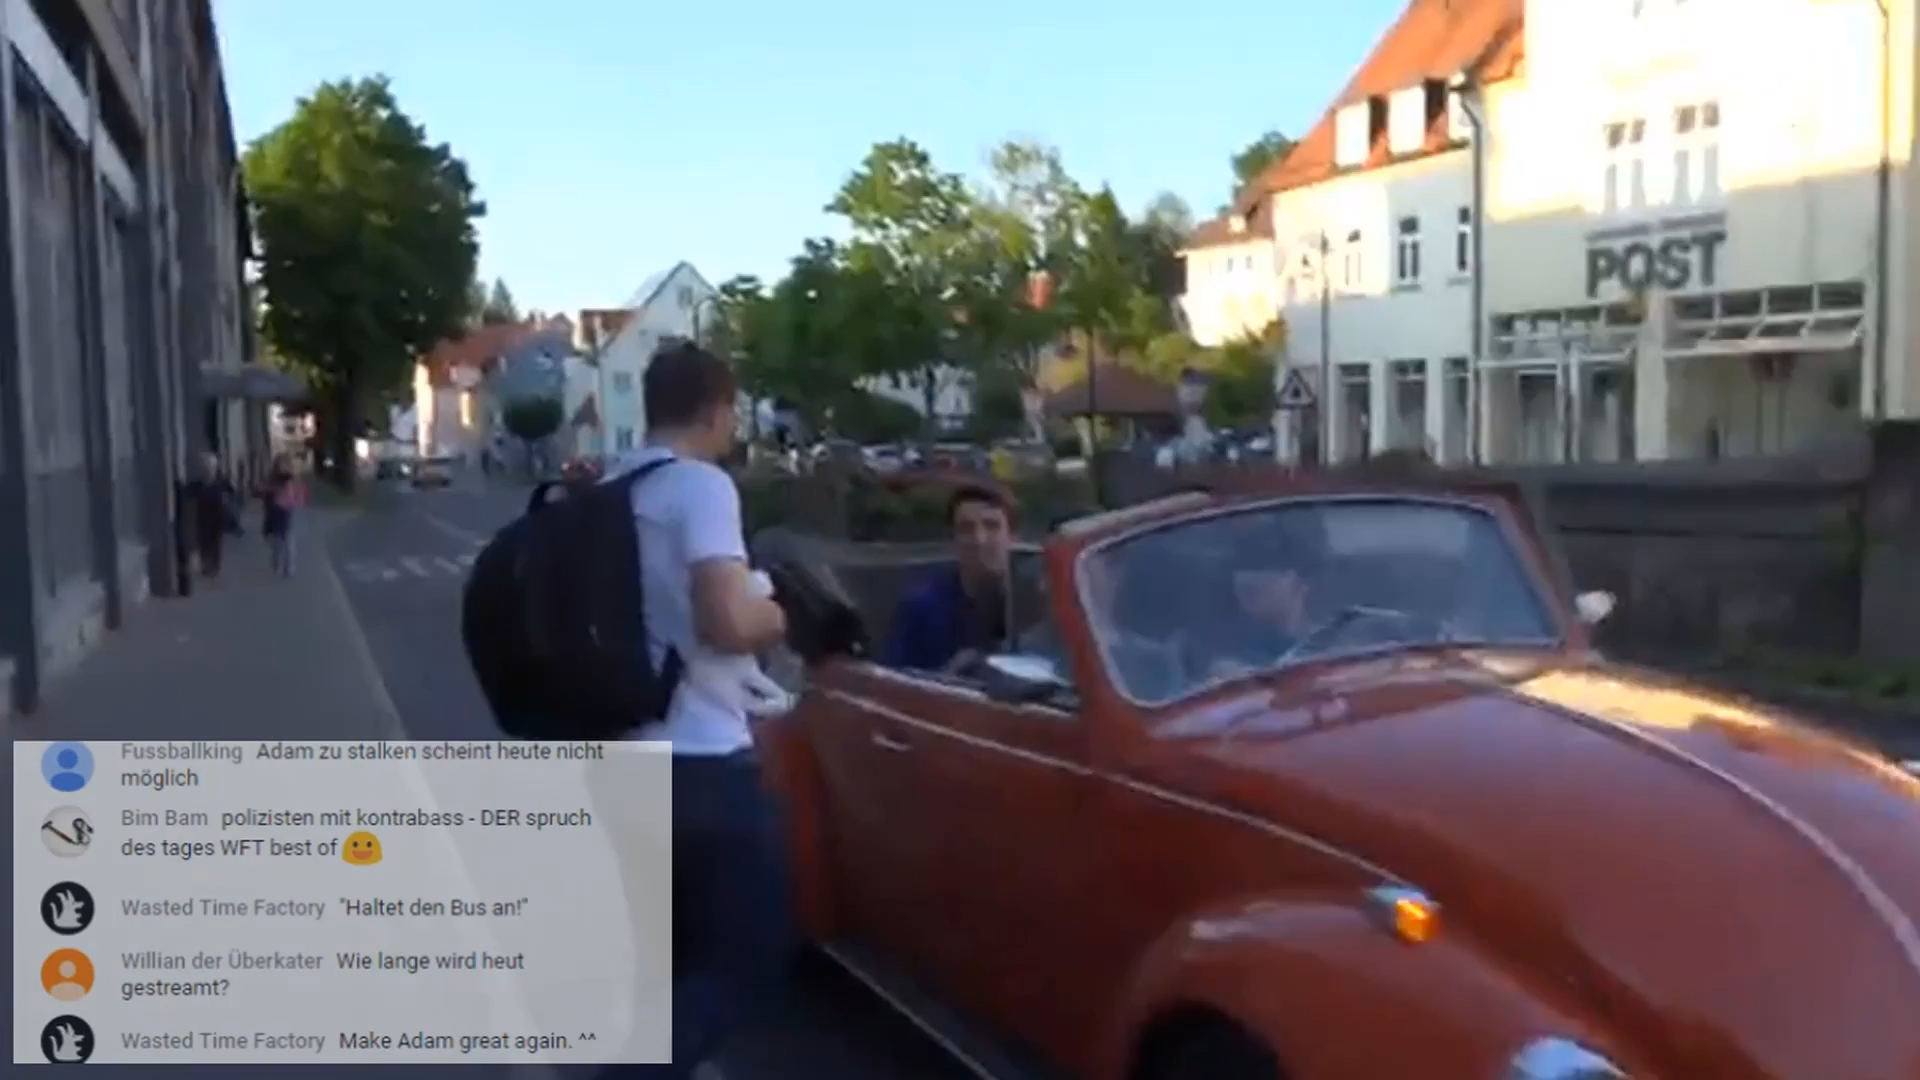 POST
Fussballking Adam zu stalken scheint heute nicht
möglich
Bim Bam polizisten mit kontrabass - DER spruch
des tages WFT best of
Wasted Time Factory "Haltet den Bus an!"
Willian der Überkater Wie lange wird heut
gestreamt?
Wasted Time Factory Make Adam great again. ^^